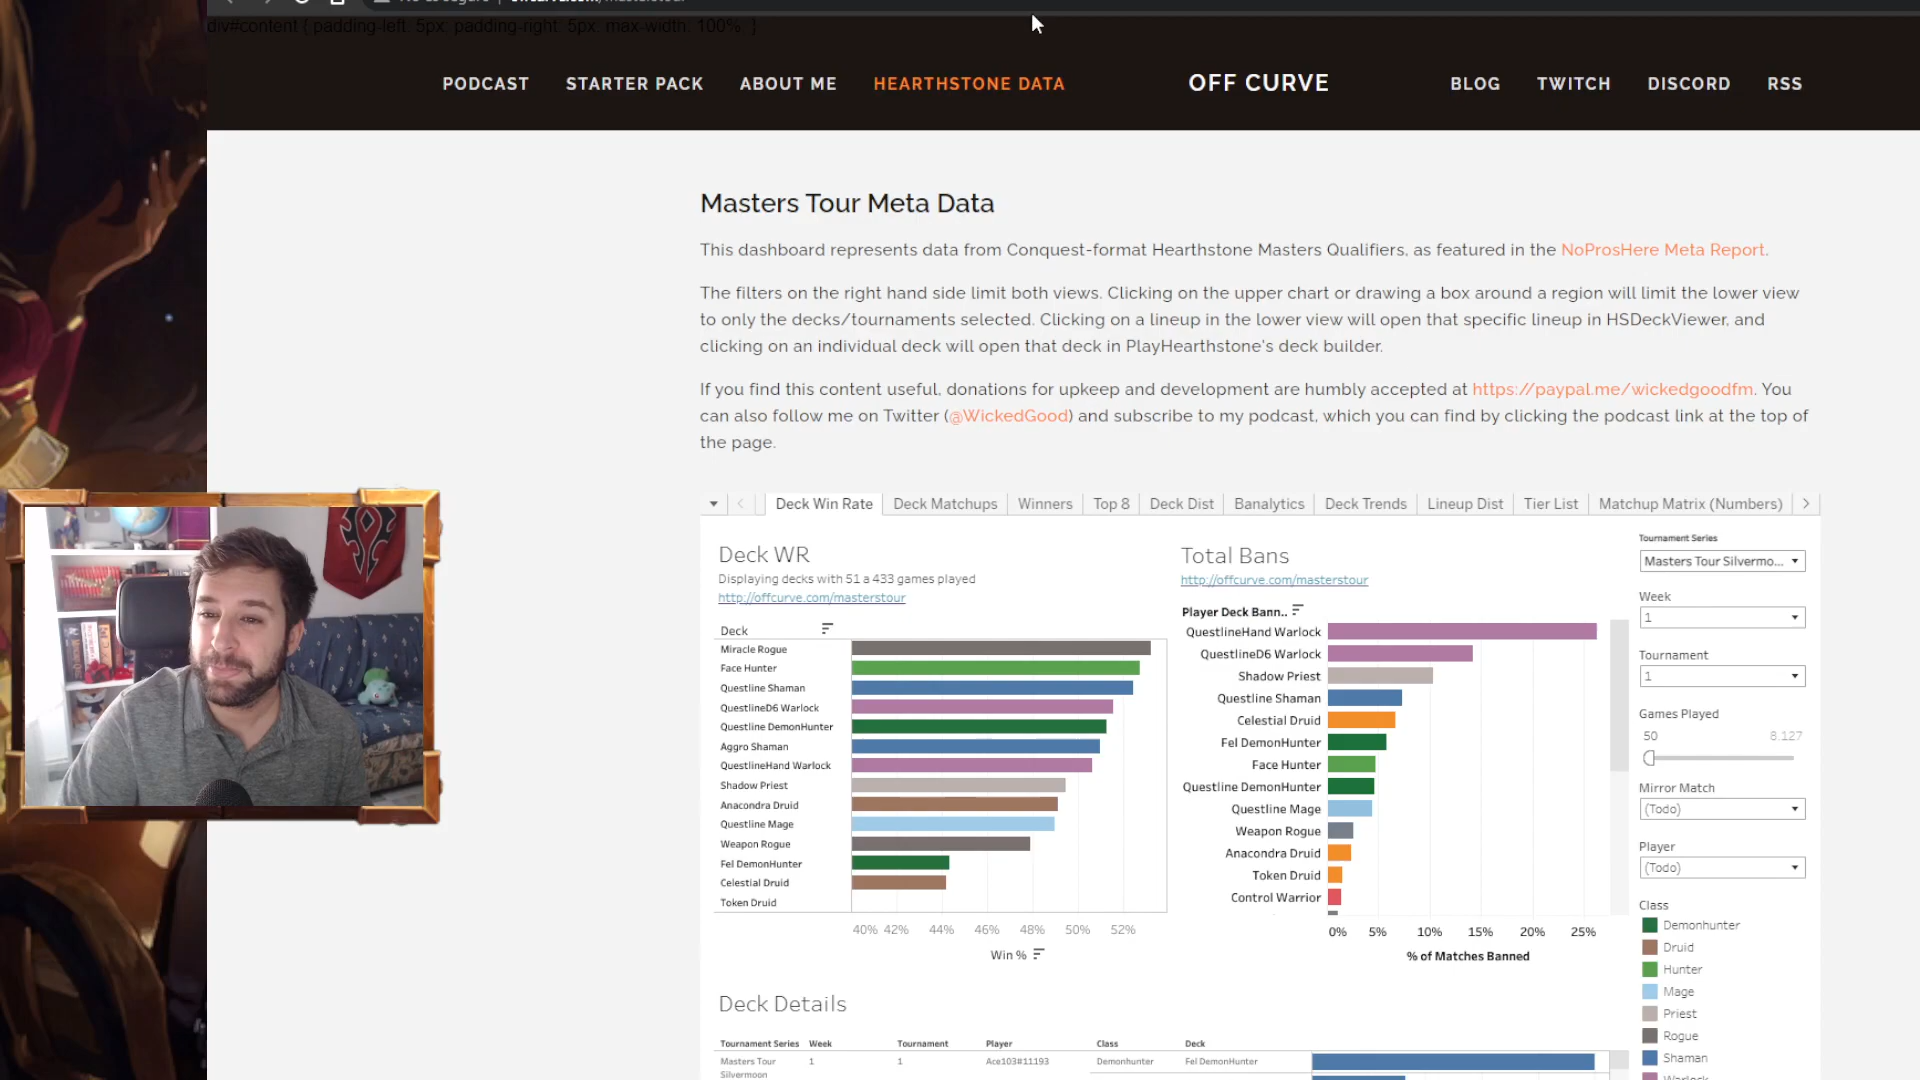 div#content { padding-left: 5px; padding-right: 5px; max-width: 100%; }
PODCAST STARTER PACK ABOUT ME HEARTHSTONE DATA OFF CURVE BLOG TWITCH DISCORD RSS
Masters Tour Meta Data
This dashboard represents data from Conquest-format Hearthstone Masters Qualifiers, as featured in the NoProsHere Meta Report.
The filters on the right hand side limit both views. Clicking on the upper chart or drawing a box around a region will limit the lower view
to only the decks/tournaments selected. Clicking on a lineup in the lower view will open that specific lineup in HSDeckViewer, and
clicking on an individual deck will open that deck in PlayHearthstone's deck builder.
If you find this content useful, donations for upkeep and development are humbly accepted at https://paypal.me/wickedgoodfm. You
can also follow me on Twitter (@WickedGood) and subscribe to my podcast, which you can find by clicking the podcast link at the top of
the page.
Deck Win Rate Deck Matchups Winners Top 8 Deck Dist Banalytics Deck Trends Lineup Dist Tier List Matchup Matrix (Numbers)
Deck WR
Displaying decks with 51 a 433 games played
http://offcurve.com/masterstour
Deck
Miracle Rogue
Face Hunter
Questline Shaman
QuestlineD6 Warlock
Questline DemonHunter
Aggro Shaman
QuestlineHand Warlock
Shadow Priest
Anacondra Druid
Questline Mage
Weapon Rogue
Fel DemonHunter
Celestial Druid
Token Druid
40% 42% 44% 46% 48% 50% 52%
Win %
Total Bans
http://offcurve.com/masterstour
Player Deck Bann..
QuestlineHand Warlock
QuestlineD6 Warlock
Shadow Priest
Questline Shaman
Celestial Druid
Fel DemonHunter
Face Hunter
Questline DemonHunter
Questline Mage
Weapon Rogue
Anacondra Druid
Token Druid
Control Warrior
0% 5% 10% 15% 20% 25%
% of Matches Banned
Tournament Series
Masters Tour Silvermo...
Week
1
Tournament
1
Games Played
50 8.127
Mirror Match
(Todo)
Player
(Todo)
Class
Demonhunter
Druid
Hunter
Mage
Priest
Rogue
Shaman
Deck Details
Tournament Series Week Tournament Player Class Deck
Masters Tour 1 1 Ace103#11193 Demonhunter Fel DemonHunter
Silvermoon